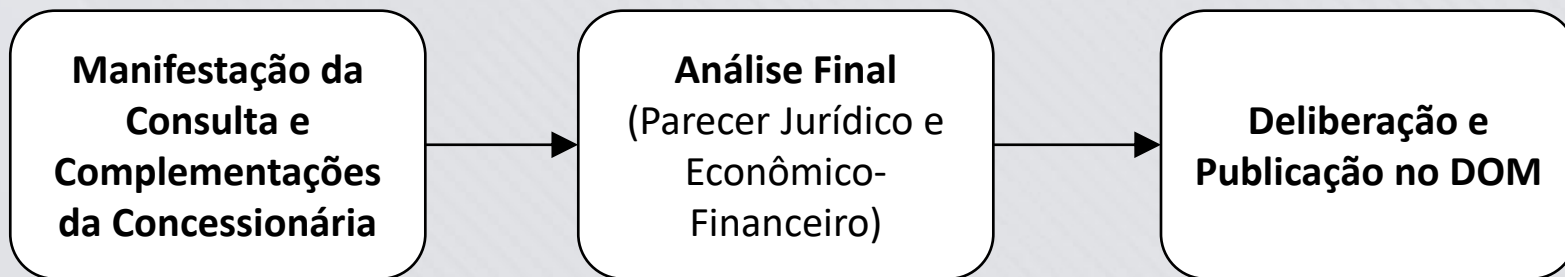 Manifestação da
Consulta e
Complementações
da Concessionária
Análise Final
(Parecer Jurídico e
Econômico-
Financeiro)
Deliberação e
Publicação no DOM